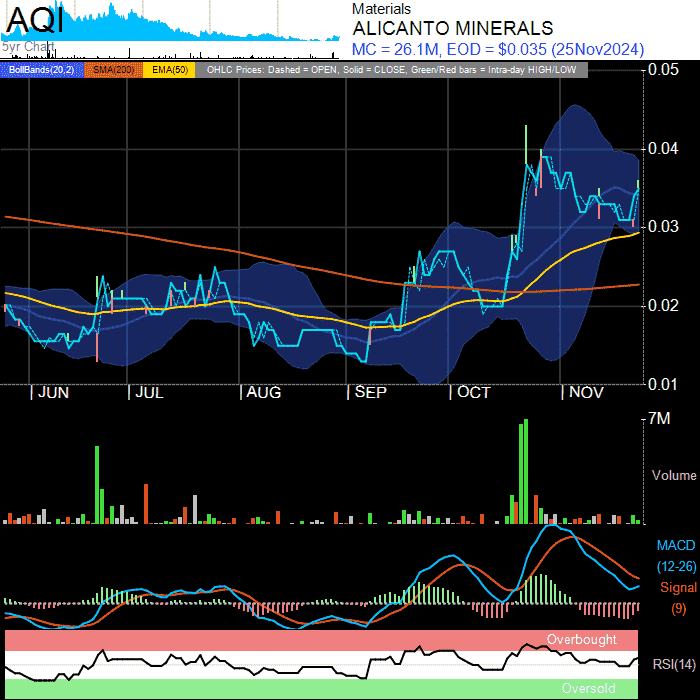 AQI
5yr Chart
Materials
ALICANTO MINERALS
MC = 26.1M, EOD = $0.035 (25Nov2024)
BollBands(20,2) SMA(200) EMA(50) OHLC Prices: Dashed = OPEN, Solid = CLOSE, Green/Red bars = Intra-day HIGH/LOW
0.05
0.04
0.03
0.02
0.01
JUN JUL AUG SEP OCT NOV
7M
Volume
MACD
(12-26)
Signal
(9)
Overbought
RSI(14)
Oversold